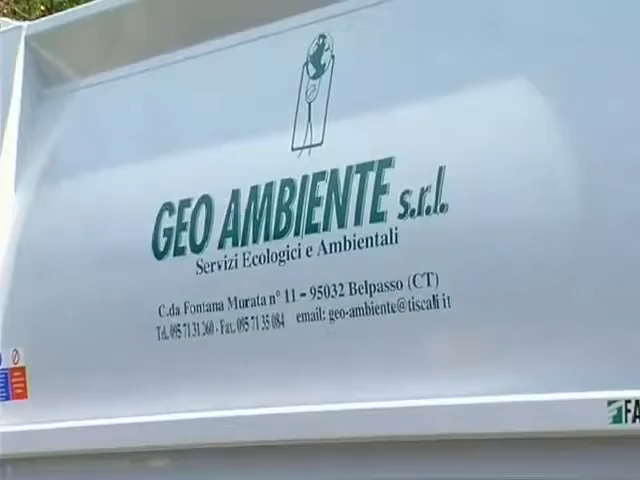 GEO AMBIENTE s.r.l.
Servizi Ecologici e Ambientali
C.da Fontana Murata n° 11 - 95032 Belpasso (CT)
Tel. 095 71 31 360 - Fax. 095 71 35 084 email: geo-ambiente@tiscali it
FA